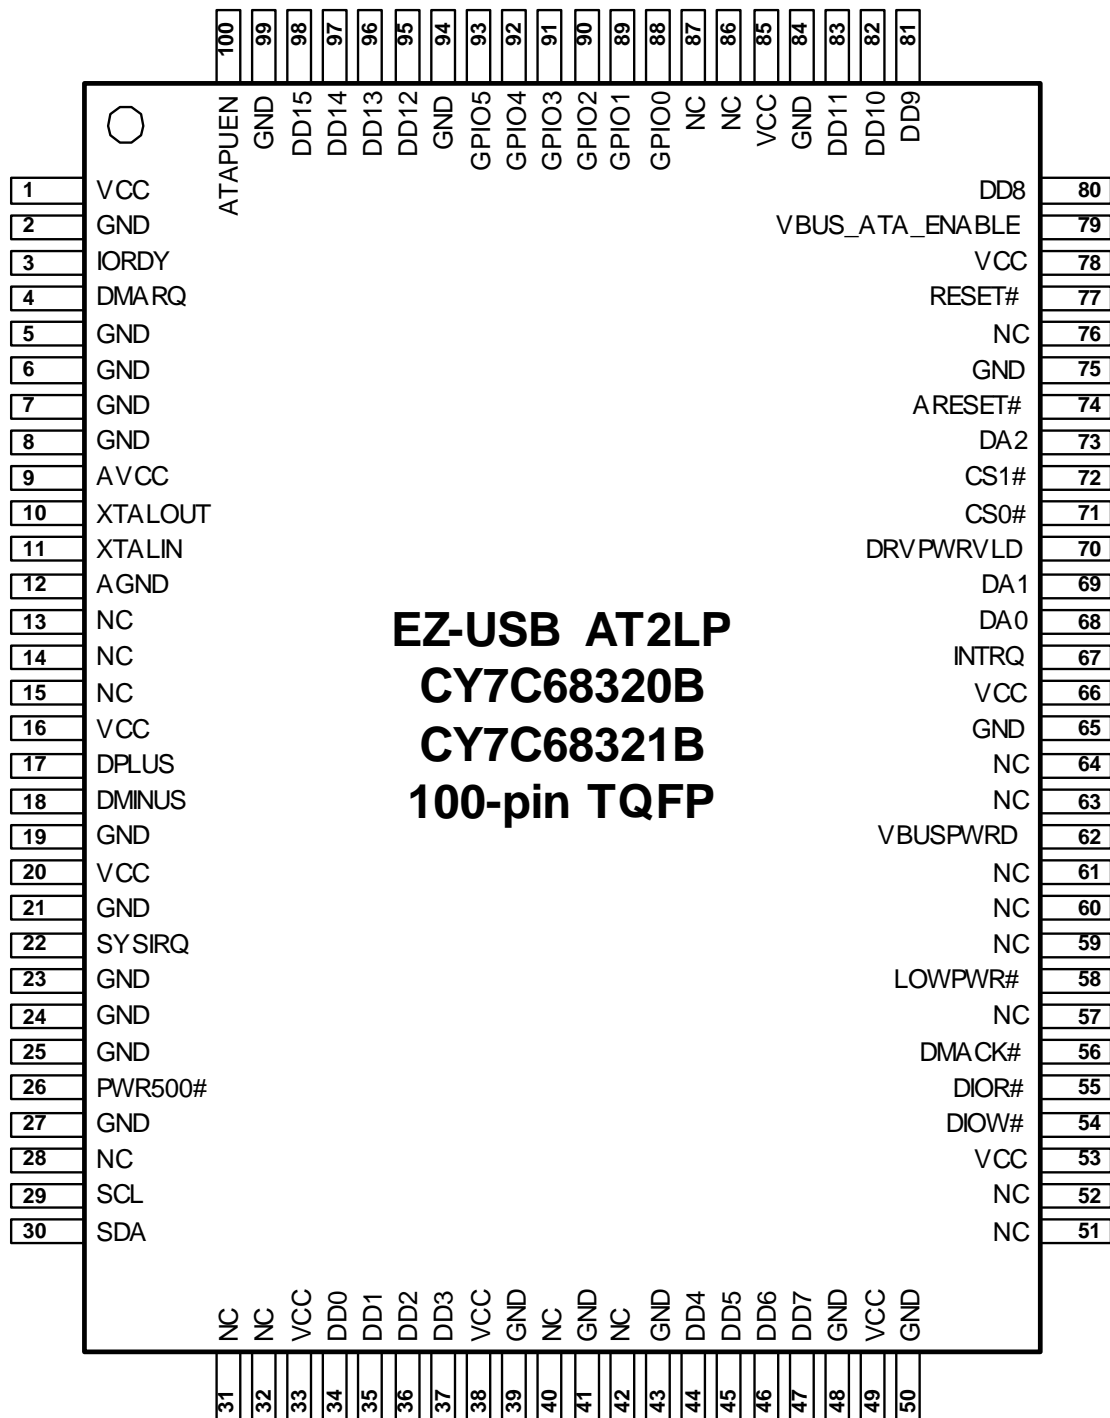 100 99 98 97 96 95 94 93 92 91 90 89 88 87 86 85 84 83 82 81
ATAPUEN GND DD15 DD14 DD13 DD12 GND GPIO5 GPIO4 GPIO3 GPIO2 GPIO1 GPIO0 NC NC VCC GND DD11 DD10 DD9
1 VCC DD8 80
2 GND VBUS_ATA_ENABLE 79
3 IORDY VCC 78
4 DMARQ RESET# 77
5 GND NC 76
6 GND GND 75
7 GND ARESET# 74
8 GND DA2 73
9 AVCC CS1# 72
10 XTALOUT CS0# 71
11 XTALIN DRVPWRVLD 70
12 AGND DA1 69
13 NC DA0 68
14 NC INTRQ 67
15 NC VCC 66
16 VCC GND 65
17 DPLUS NC 64
18 DMINUS NC 63
19 GND VBUSPWRD 62
20 VCC NC 61
21 GND NC 60
22 SYSIRQ NC 59
23 GND LOWPWR# 58
24 GND NC 57
25 GND DMACK# 56
26 PWR500# DIOR# 55
27 GND DIOW# 54
28 NC VCC 53
29 SCL NC 52
30 SDA NC 51
EZ-USB AT2LP
CY7C68320B
CY7C68321B
100-pin TQFP
NC NC VCC DD0 DD1 DD2 DD3 VCC GND NC GND NC GND DD4 DD5 DD6 DD7 GND VCC GND
31 32 33 34 35 36 37 38 39 40 41 42 43 44 45 46 47 48 49 50